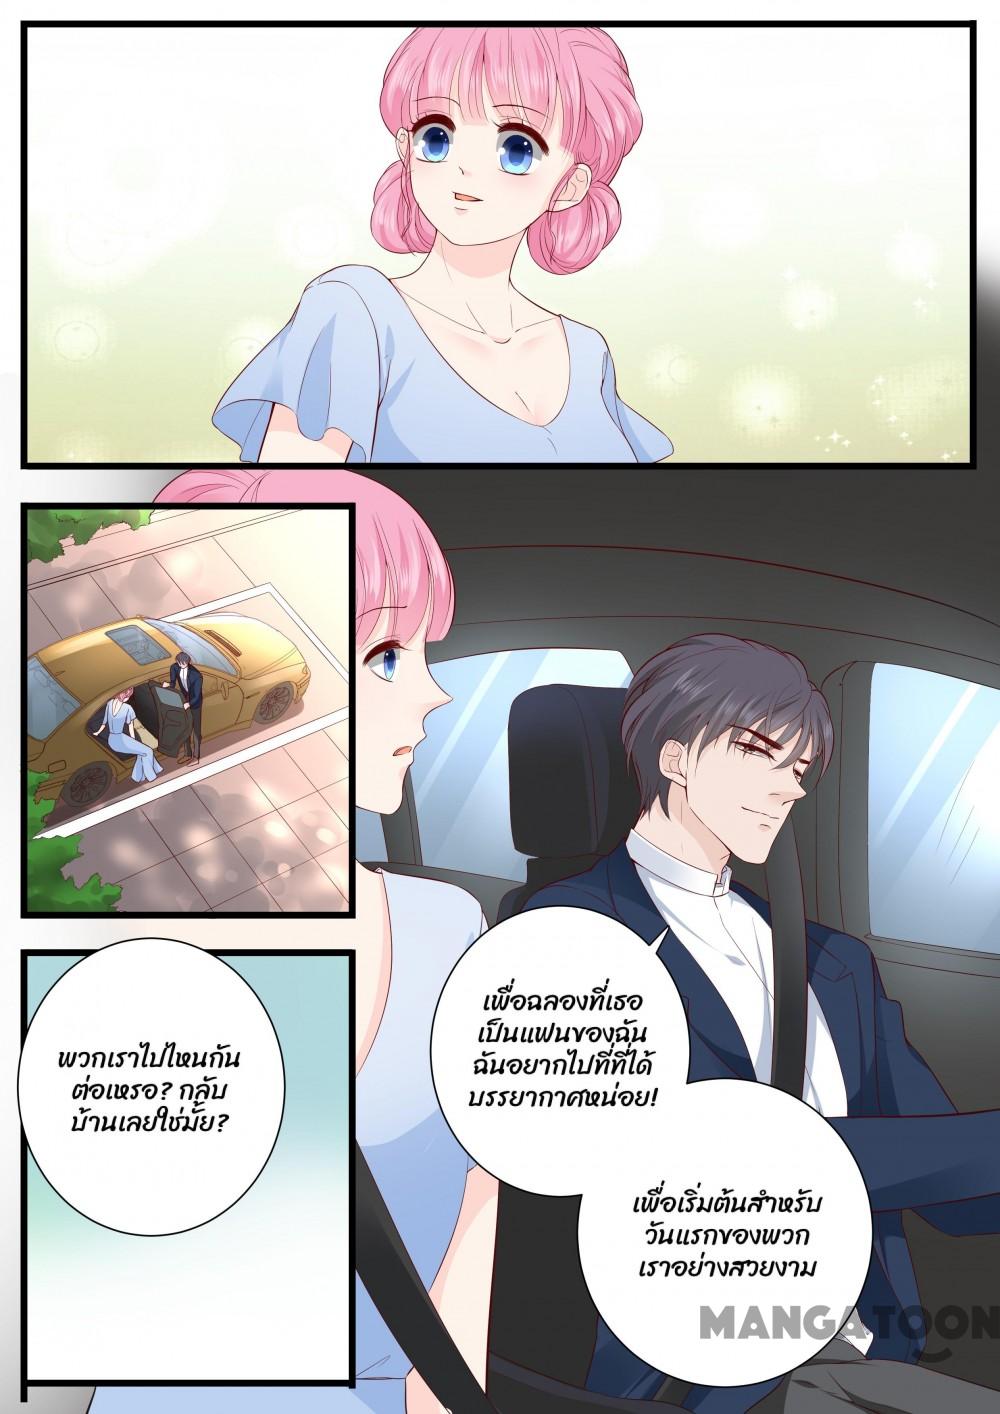 พวกเราไปไหนกัน
ต่อเหรอ? กลับ
บ้านเลยใช่มั้ย?
เพื่อฉลองที่เธอ
เป็นแฟนของฉัน
ฉันอยากไปที่ที่ได้
บรรยากาศหน่อย!
เพื่อเริ่มต้นสำหรับ
วันแรกของพวก
เราอย่างสวยงาม
MANGATOON